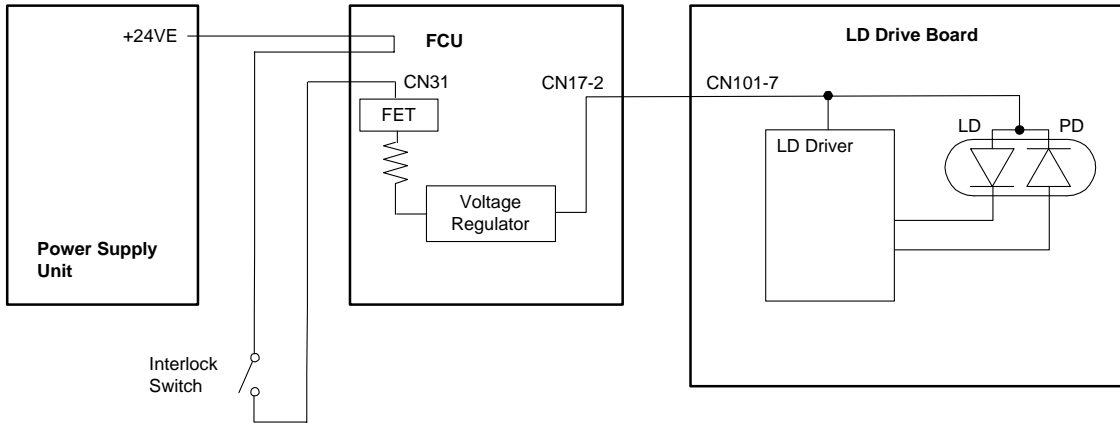 +24VE
Power Supply
Unit
Interlock
Switch
FCU
CN31
FET
Voltage
Regulator
CN17-2
LD Drive Board
CN101-7
LD Driver
LD
PD